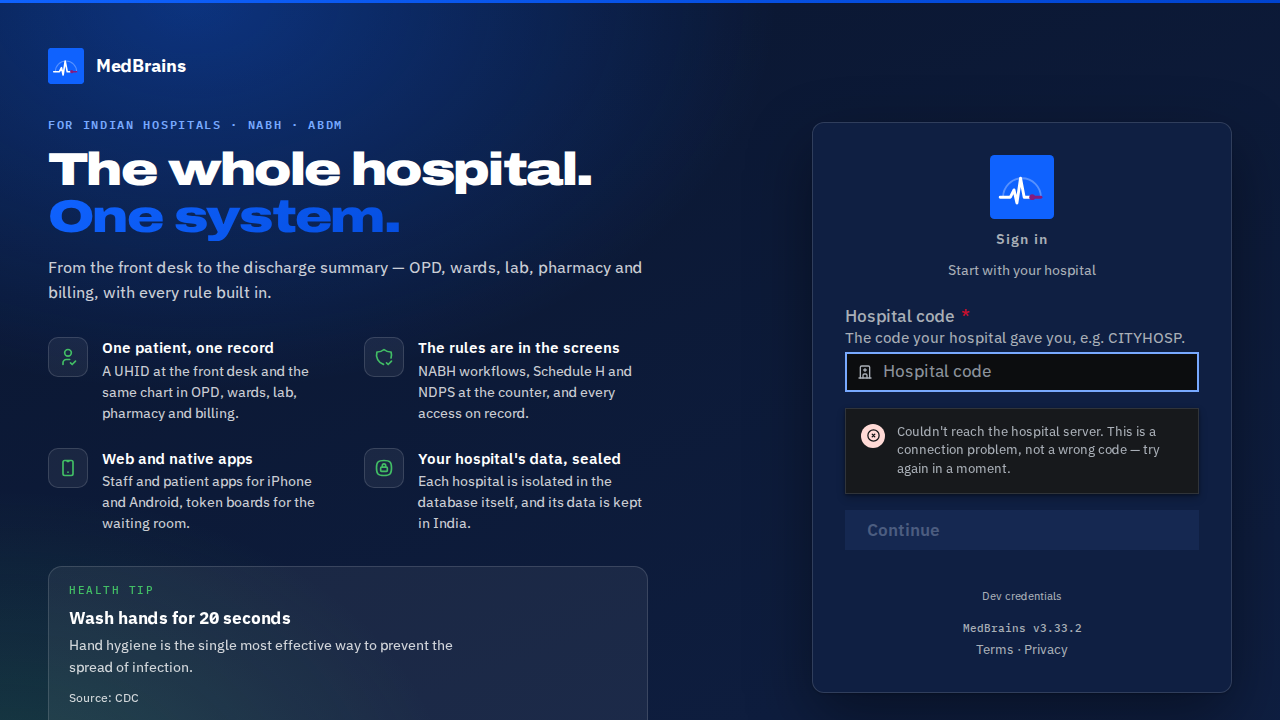 MedBrains
FOR INDIAN HOSPITALS · NABH · ABDM
The whole hospital.
One system.
From the front desk to the discharge summary — OPD, wards, lab, pharmacy and
billing, with every rule built in.
One patient, one record
A UHID at the front desk and the
same chart in OPD, wards, lab,
pharmacy and billing.
The rules are in the screens
NABH workflows, Schedule H and
NDPS at the counter, and every
access on record.
Web and native apps
Staff and patient apps for iPhone
and Android, token boards for the
waiting room.
Your hospital's data, sealed
Each hospital is isolated in the
database itself, and its data is kept
in India.
HEALTH TIP
Wash hands for 20 seconds
Hand hygiene is the single most effective way to prevent the
spread of infection.
Source: CDC
Sign in
Start with your hospital
Hospital code *
The code your hospital gave you, e.g. CITYHOSP.
Hospital code
Couldn't reach the hospital server. This is a
connection problem, not a wrong code — try
again in a moment.
Continue
Dev credentials
MedBrains v3.33.2
Terms · Privacy